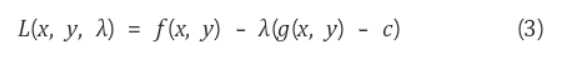 L(x, y, λ) = f(x, y) - λ(g(x, y) - c) (3)